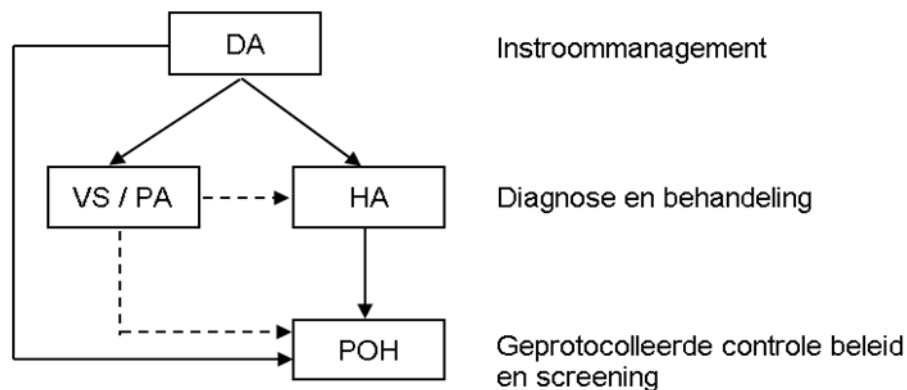 DA
Instroommanagement
VS / PA
HA
Diagnose en behandeling
POH
Geprotocolleerde controle beleid
en screening